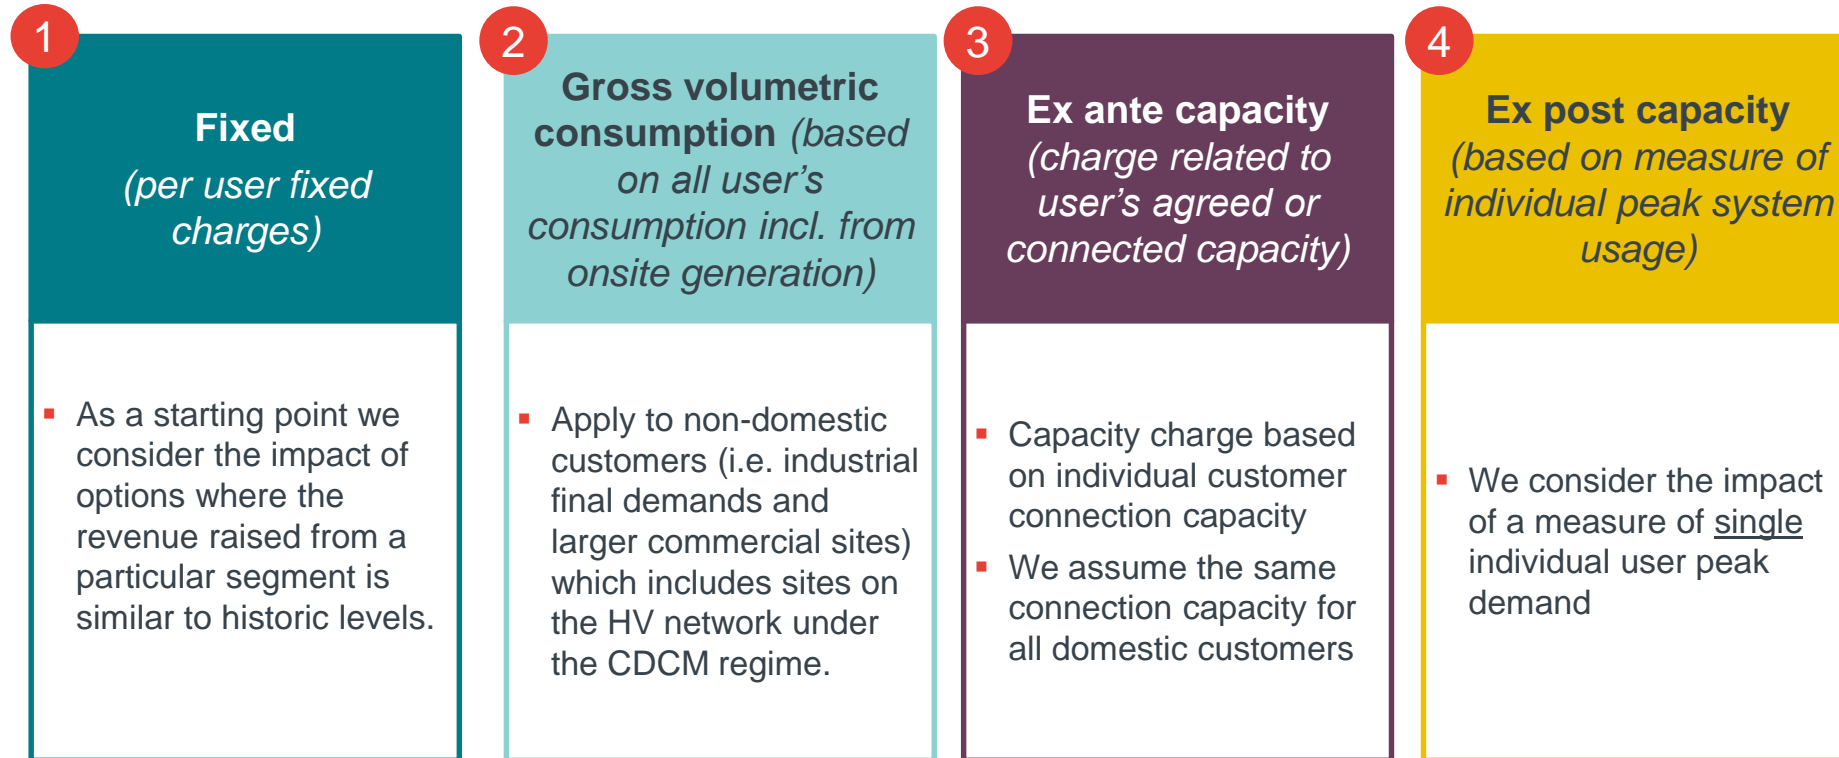 1
Fixed
(per user fixed
charges)
▪ As a starting point we
consider the impact of
options where the
revenue raised from a
particular segment is
similar to historic levels.
2
Gross volumetric
consumption (based
on all user’s
consumption incl. from
onsite generation)
▪ Apply to non-domestic
customers (i.e. industrial
final demands and
larger commercial sites)
which includes sites on
the HV network under
the CDCM regime.
3
Ex ante capacity
(charge related to
user’s agreed or
connected capacity)
▪ Capacity charge based
on individual customer
connection capacity
▪ We assume the same
connection capacity for
all domestic customers
4
Ex post capacity
(based on measure of
individual peak system
usage)
▪ We consider the impact
of a measure of single
individual user peak
demand